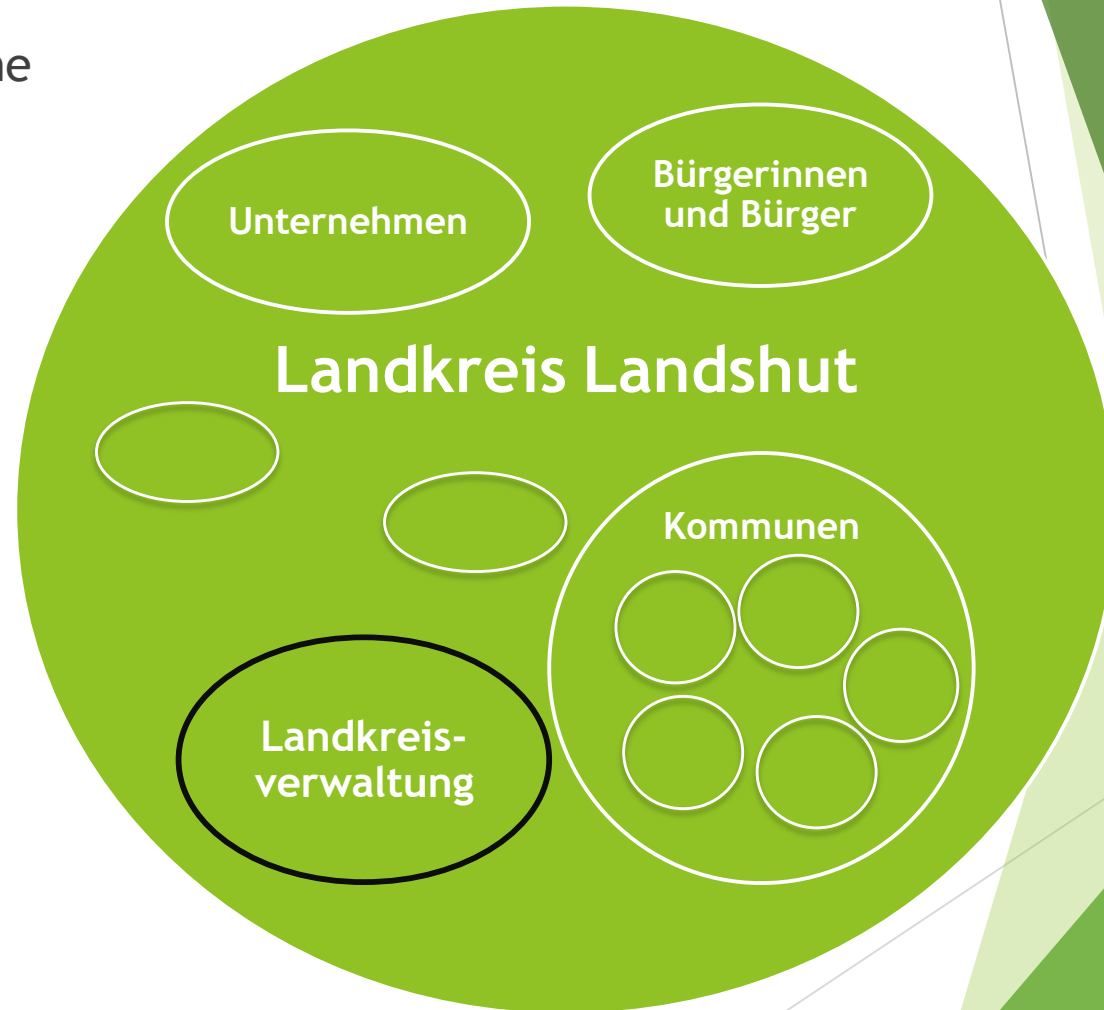 Unternehmen
Bürgerinnen
und Bürger
Landkreis Landshut
Kommunen
Landkreis-
verwaltung